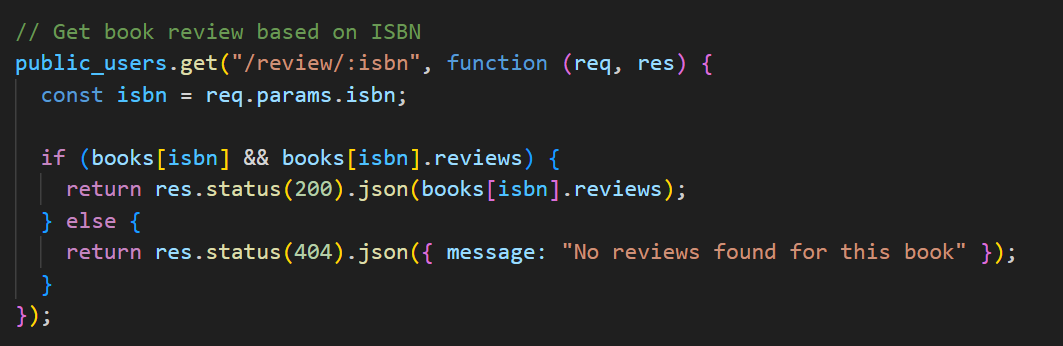 // Get book review based on ISBN
public_users.get("/review/:isbn", function (req, res) {
  const isbn = req.params.isbn;

  if (books[isbn] && books[isbn].reviews) {
    return res.status(200).json(books[isbn].reviews);
  } else {
    return res.status(404).json({ message: "No reviews found for this book" });
  }
});